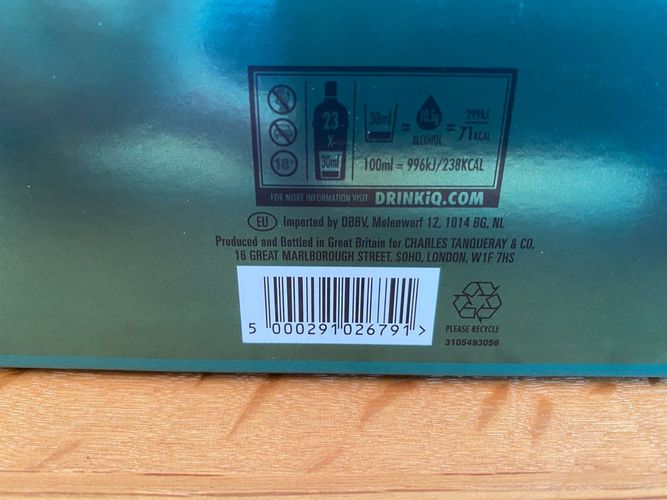 23
X
30ml
18+
30ml
=
10.5g
ALCOHOL
=
299kJ
71KCAL
100ml = 996kJ/238KCAL
FOR MORE INFORMATION VISIT DRINKiQ.COM
EU Imported by DBBV, Molenwerf 12, 1014 BG, NL
Produced and Bottled in Great Britain for CHARLES TANQUERAY & CO,
16 GREAT MARLBOROUGH STREET, SOHO, LONDON, W1F 7HS
5 000291 026791 >
PLEASE RECYCLE
3105493058